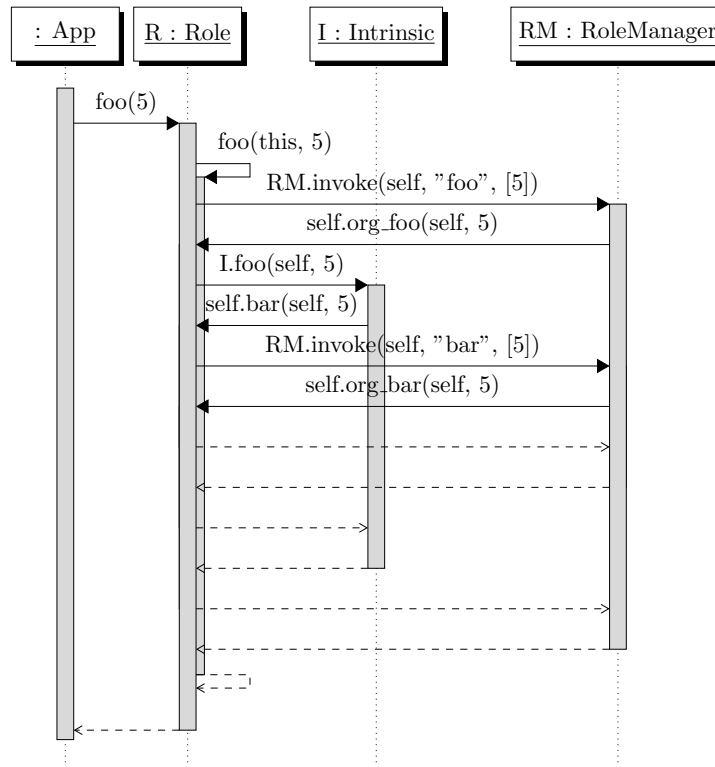 : App
R : Role
I : Intrinsic
RM : RoleManager
foo(5)
foo(this, 5)
RM.invoke(self, ”foo”, [5])
self.org_foo(self, 5)
I.foo(self, 5)
self.bar(self, 5)
RM.invoke(self, ”bar”, [5])
self.org_bar(self, 5)